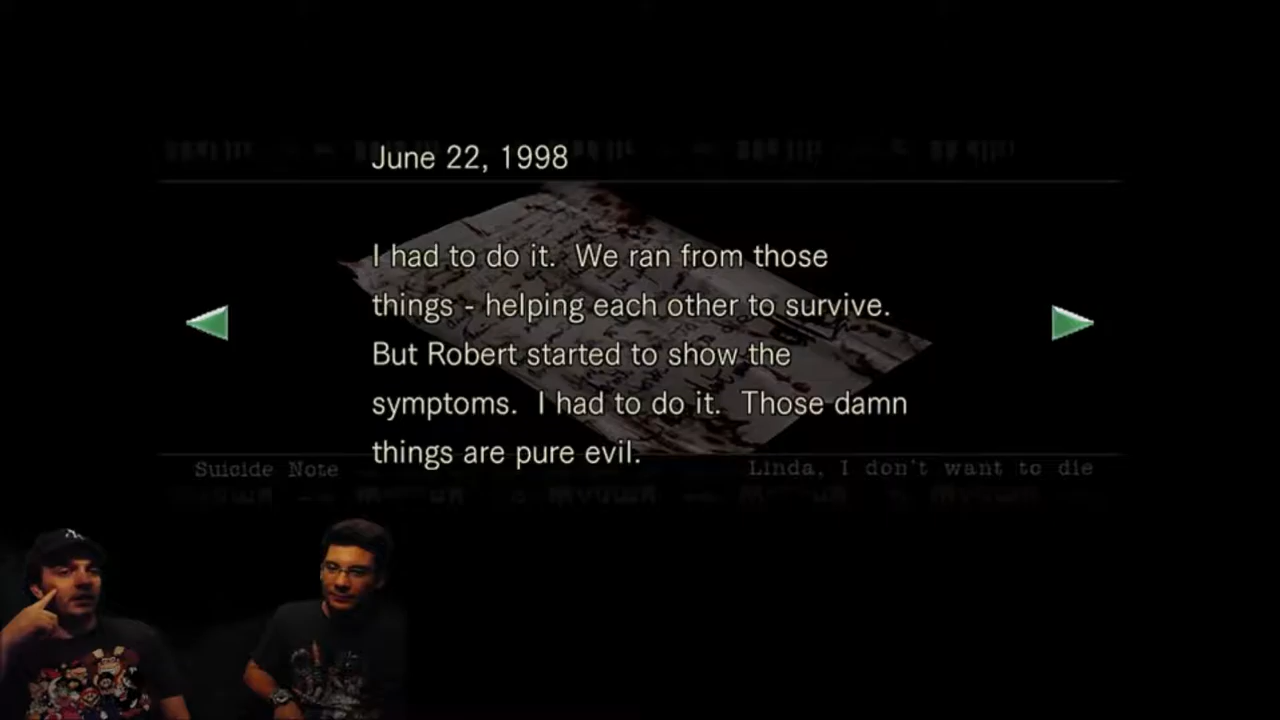 June 22, 1998
I had to do it. We ran from those
things - helping each other to survive.
But Robert started to show the
symptoms. I had to do it. Those damn
things are pure evil.
Suicide Note
Linda, I don't want to die